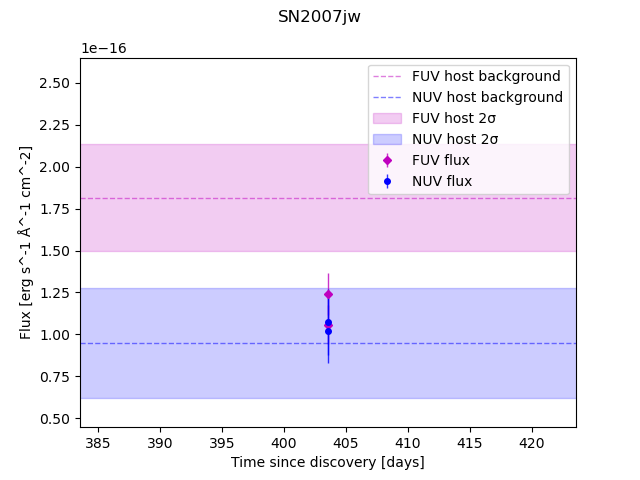 SN2007jw
1e−16
FUV host background
NUV host background
FUV host 2σ
NUV host 2σ
FUV flux
NUV flux
2.50
2.25
2.00
1.75
1.50
1.25
1.00
0.75
0.50
Flux [erg s^-1 Å^-1 cm^-2]
385 390 395 400 405 410 415 420
Time since discovery [days]